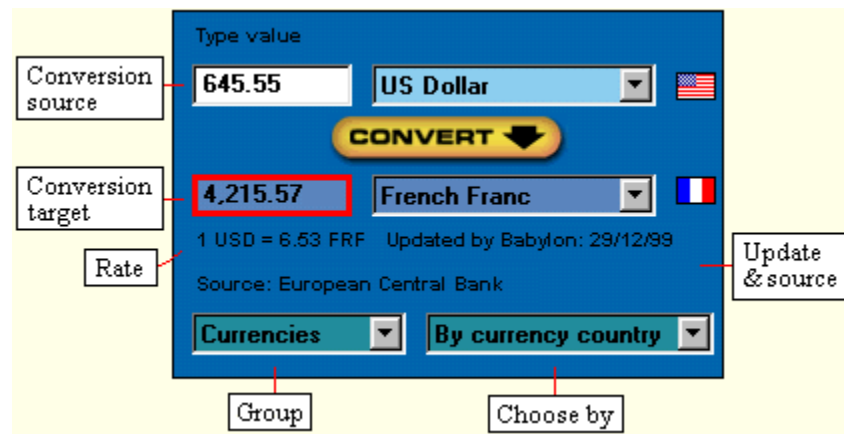 Type value
Conversion
source
645.55
US Dollar
CONVERT
Conversion
target
4,215.57
French Franc
Rate
1 USD = 6.53 FRF Updated by Babylon: 29/12/99
Update
& source
Source: European Central Bank
Currencies
By currency country
Group
Choose by